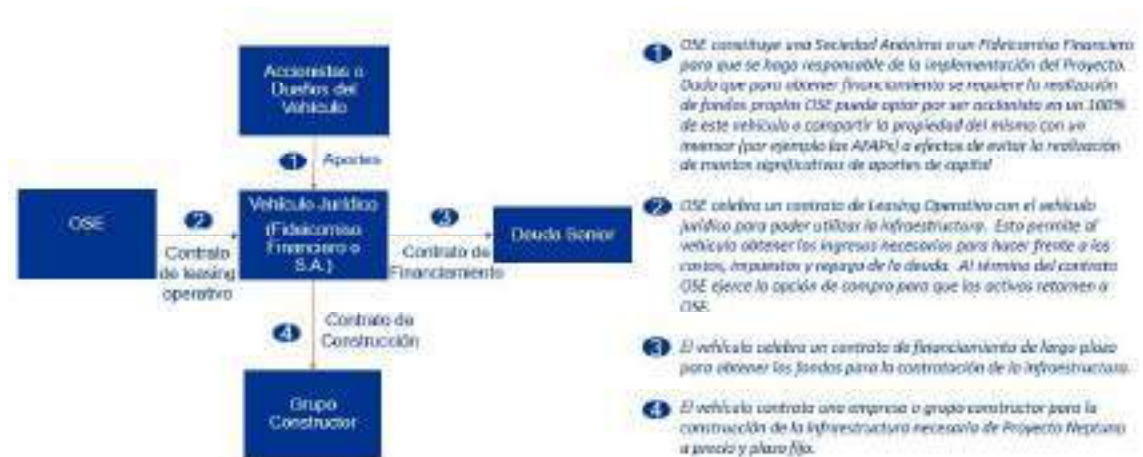 Accionistas o
Dueños del
Vehículo
1 Aportes
OSE
2
Contrato
de leasing
operativo
Vehículo Jurídico
(Fideicomiso
Financiero o
S.A.)
3
Contrato de
Financiamiento
Deuda Senior
4 Contrato de
Construcción
Grupo
Constructor
1 OSE constituye una Sociedad Anónima o un Fideicomiso Financiero
para que se haga responsable de la implementación del Proyecto.
Dado que para obtener financiamiento se requiere la realización
de fondos propios OSE puede optar por ser accionista en un 100%
de este vehículo o compartir la propiedad del mismo con un
inversor (por ejemplo las AFAPs) a efectos de evitar la realización
de montos significativos de aportes de capital
2 OSE celebra un contrato de Leasing Operativo con el vehículo
jurídico para poder utilizar la infraestructura. Esto permite al
vehículo obtener los ingresos necesarios para hacer frente a los
costos, impuestos y repago de la deuda. Al término del contrato
OSE ejerce la opción de compra para que los activos retornen a
OSE.
3 El vehículo celebra un contrato de financiamiento de largo plazo
para obtener los fondos para la contratación de la infraestructura.
4 El vehículo contrata una empresa o grupo constructor para la
construcción de la infraestructura necesaria de Proyecto Neptuno
a precio y plazo fijo.